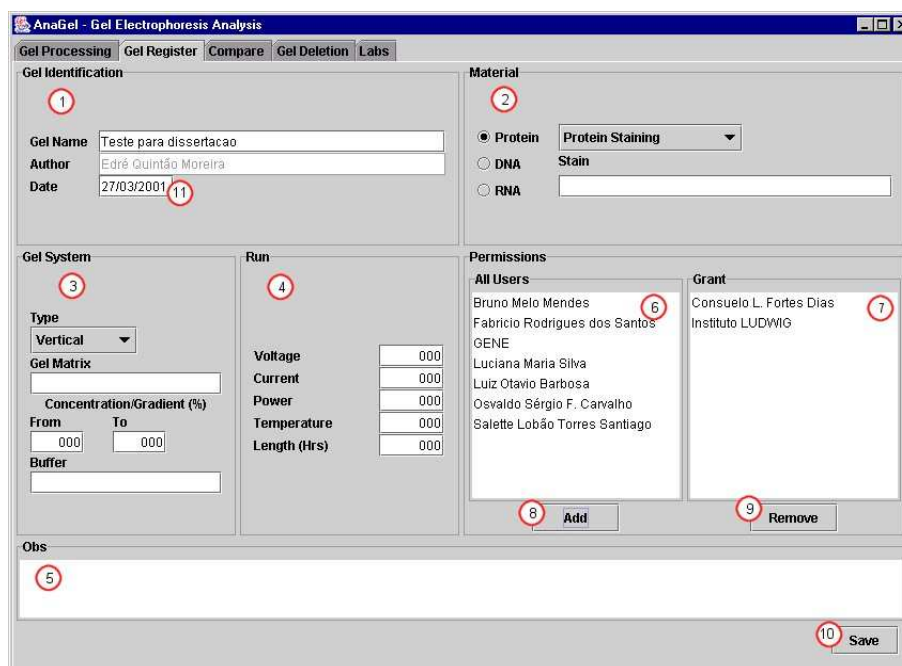 AnaGel - Gel Electrophoresis Analysis
Gel Processing Gel Register Compare Gel Deletion Labs
Gel Identification
1
Gel Name Teste para dissertacao
Author Edré Quintão Moreira
Date 27/03/2001 11
Material
2
Protein Protein Staining
DNA Stain
RNA
Gel System
3
Type
Vertical
Gel Matrix
Concentration/Gradient (%)
From To
000 000
Buffer
Run
4
Voltage 000
Current 000
Power 000
Temperature 000
Length (Hrs) 000
Permissions
All Users
6
Bruno Melo Mendes
Fabricio Rodrigues dos Santos
GENE
Luciana Maria Silva
Luiz Otavio Barbosa
Osvaldo Sérgio F. Carvalho
Salette Lobão Torres Santiago
8 Add
Grant
7
Consuelo L. Fortes Dias
Instituto LUDWIG
9 Remove
Obs
5
10 Save